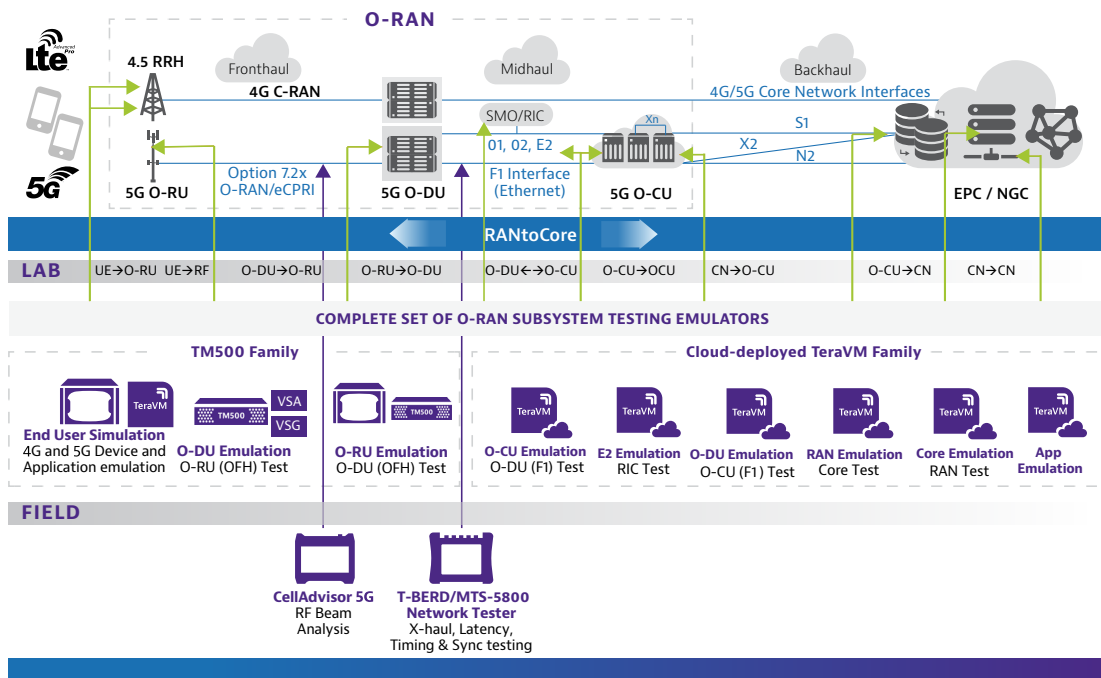 O-RAN
Lte
Advanced
Pro
4.5 RRH
Fronthaul
Midhaul
Backhaul
4G C-RAN
4G/5G Core Network Interfaces
SMO/RIC
Xn
S1
01, 02, E2
X2
N2
5G
Option 7.2x
O-RAN/eCPRI
F1 Interface
(Ethernet)
5G O-RU
5G O-DU
5G O-CU
EPC / NGC
RANtoCore
LAB
UE→O-RU
UE→RF
O-DU→O-RU
O-RU→O-DU
O-DU←→O-CU
O-CU→OCU
CN→O-CU
O-CU→CN
CN→CN
COMPLETE SET OF O-RAN SUBSYSTEM TESTING EMULATORS
TM500 Family
TeraVM
End User Simulation
4G and 5G Device and
Application emulation
TM500
VSA
VSG
O-DU Emulation
O-RU (OFH) Test
TM500
O-RU Emulation
O-DU (OFH) Test
Cloud-deployed TeraVM Family
TeraVM
O-CU Emulation
O-DU (F1) Test
TeraVM
E2 Emulation
RIC Test
TeraVM
O-DU Emulation
O-CU (F1) Test
TeraVM
RAN Emulation
Core Test
TeraVM
Core Emulation
RAN Test
TeraVM
App
Emulation
FIELD
CellAdvisor 5G
RF Beam
Analysis
T-BERD/MTS-5800
Network Tester
X-haul, Latency,
Timing & Sync testing